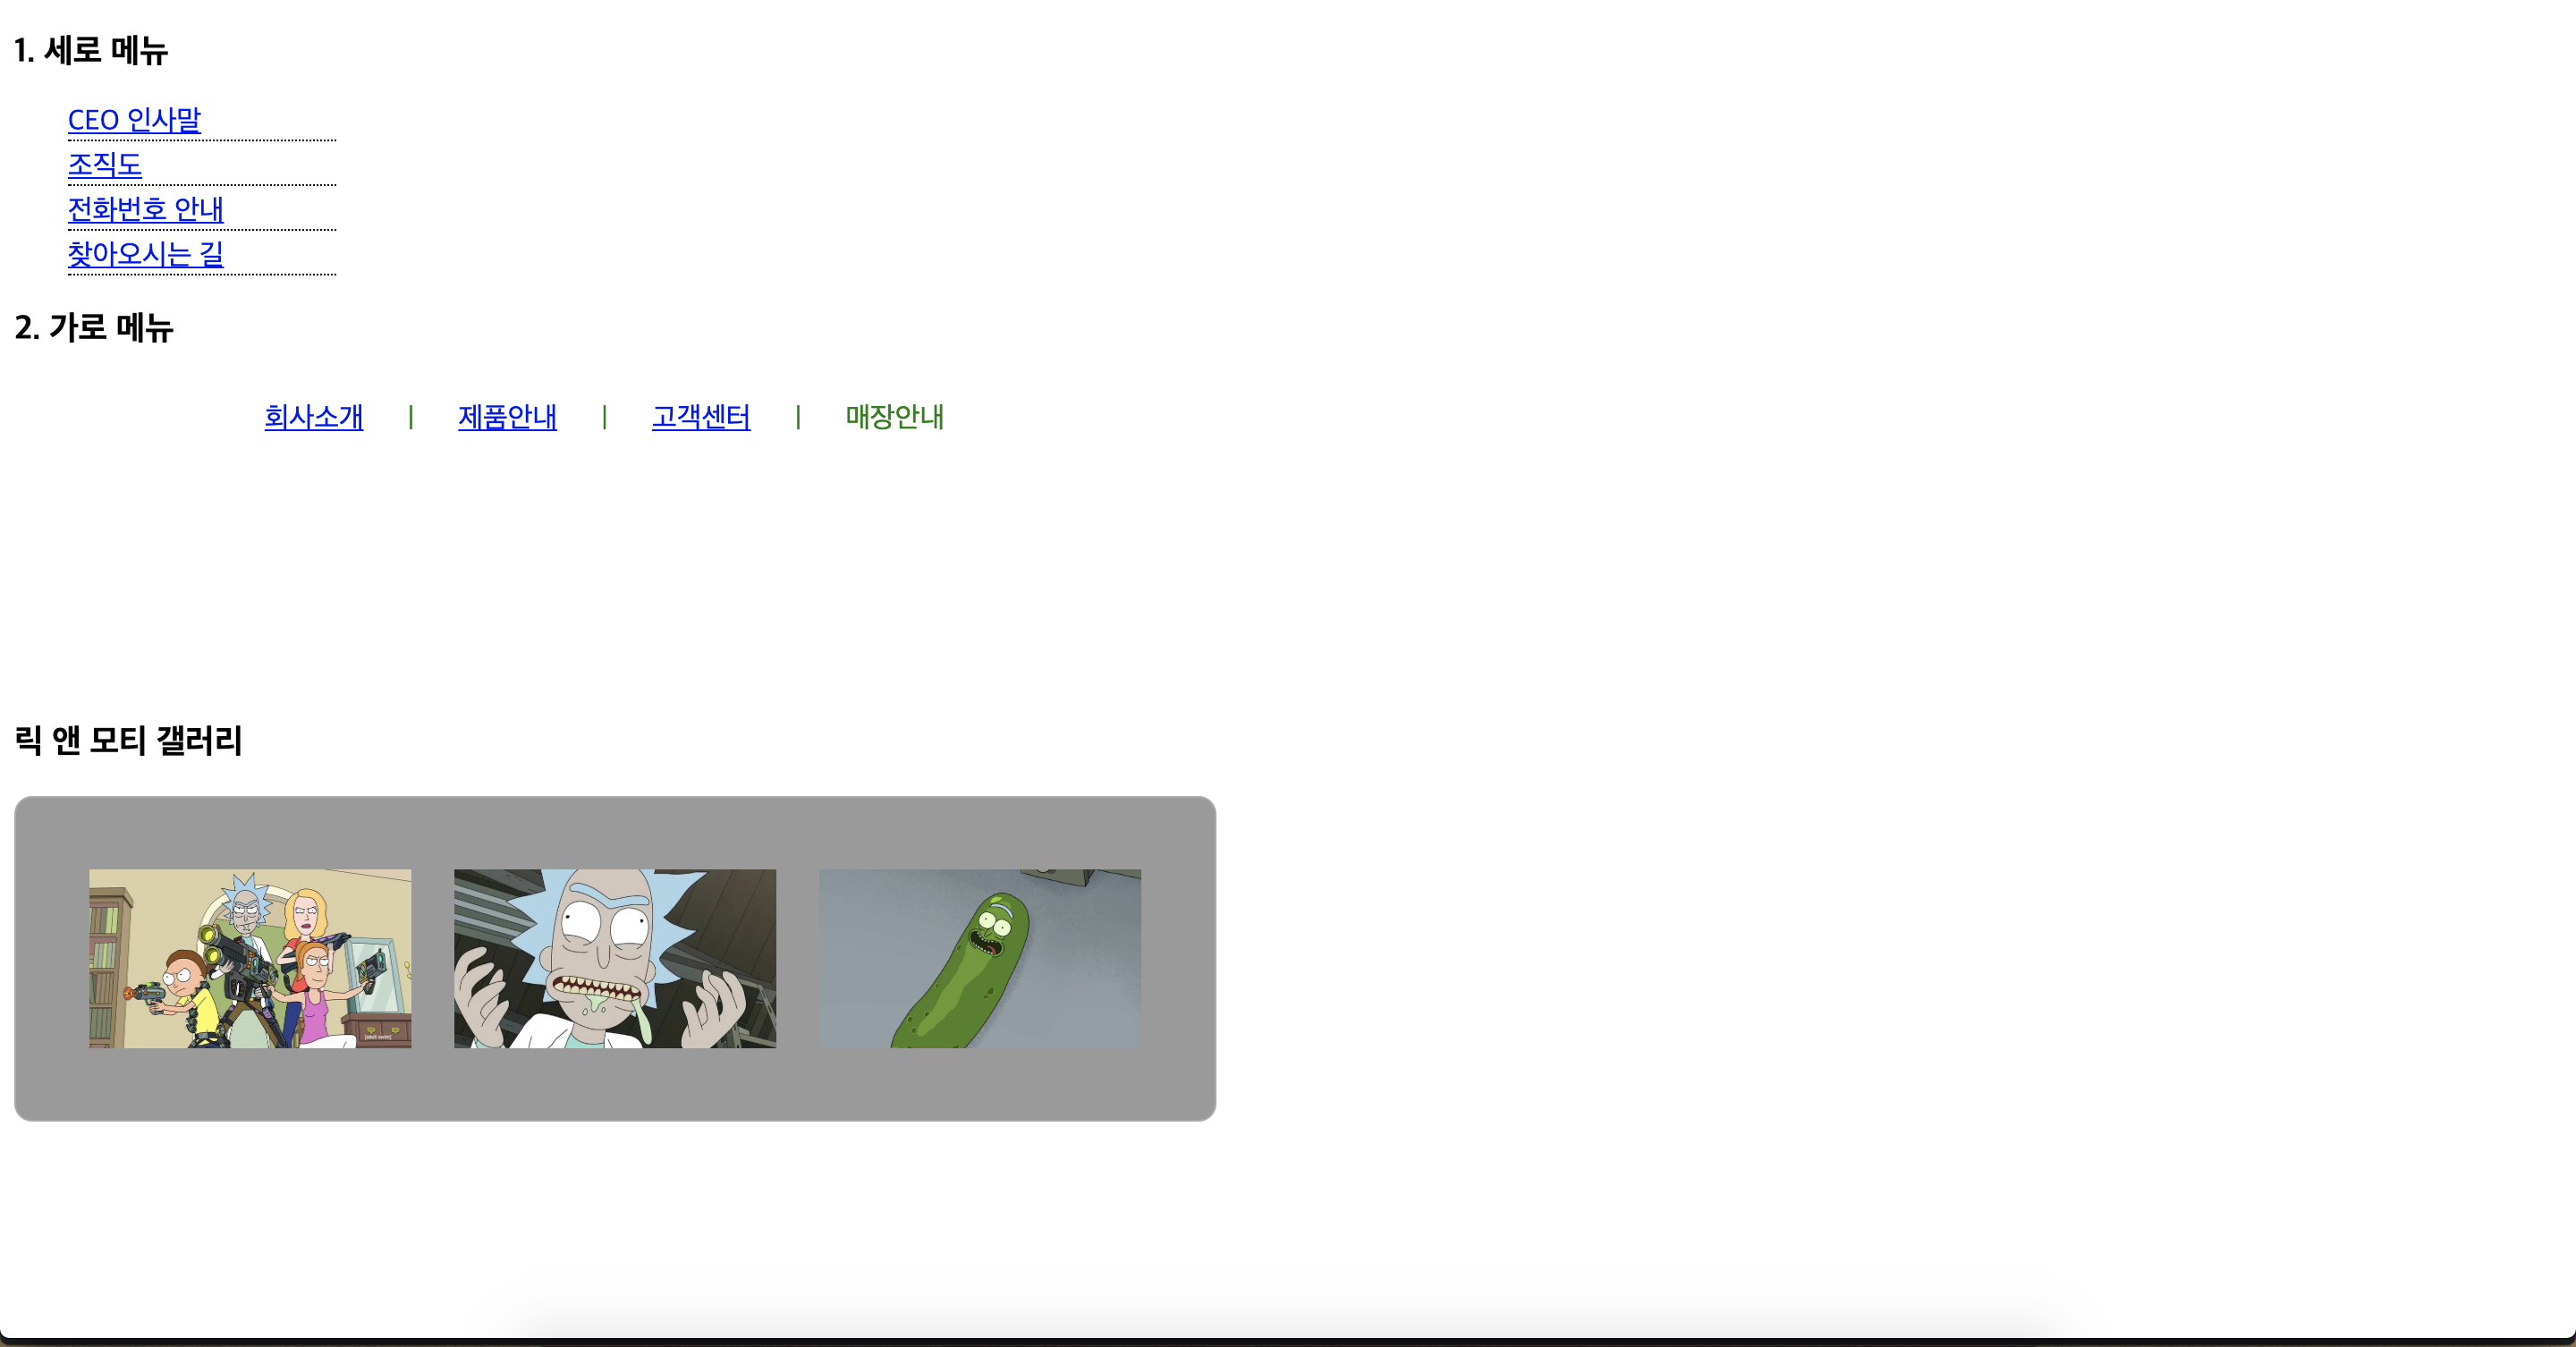 1. 세로 메뉴
CEO 인사말
조직도
전화번호 안내
찾아오시는 길
2. 가로 메뉴
회사소개 | 제품안내 | 고객센터 | 매장안내
릭 앤 모티 갤러리
[adult swim]